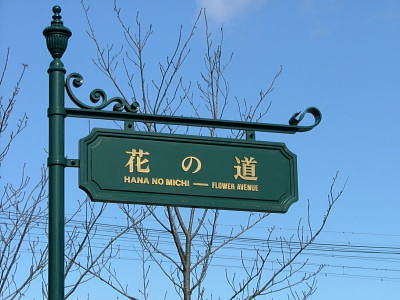 花の道
HANA NO MICHI — FLOWER AVENUE